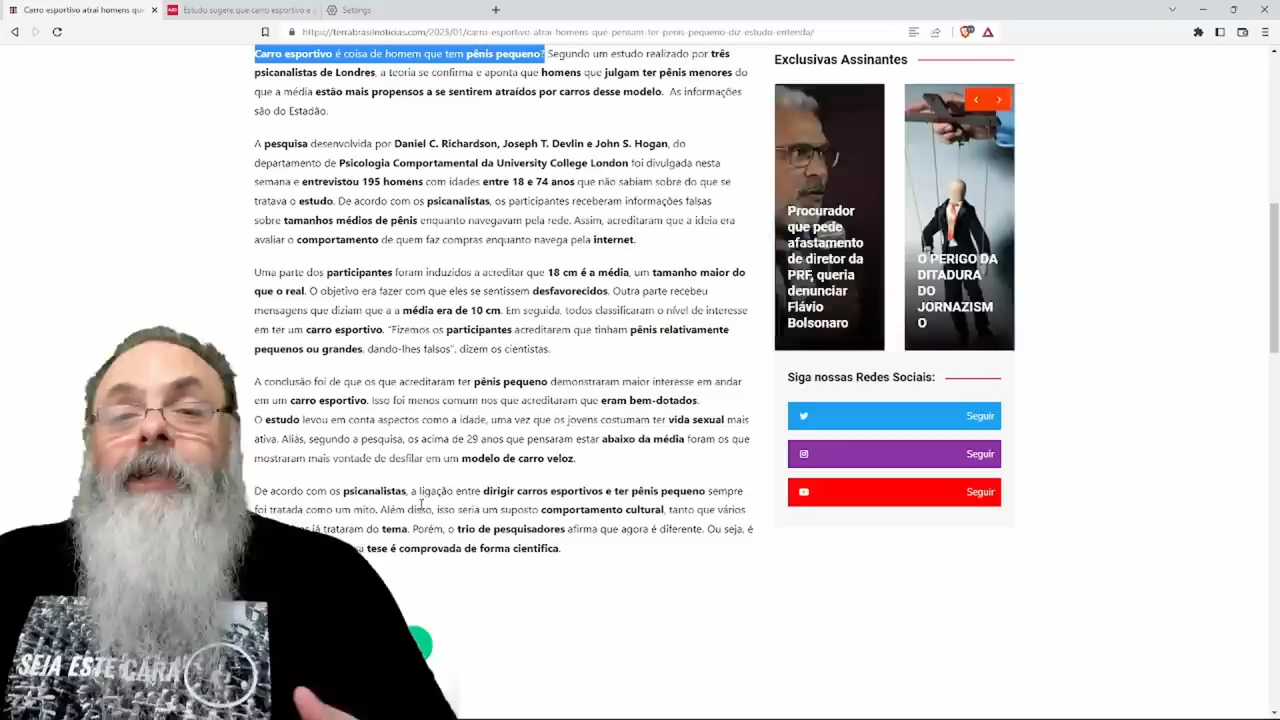 Carro esportivo atrai homens qu
Estudo sugere que carro esportivo e
Settings
https://terrabrasilnoticias.com/2023/01/carro-esportivo-atrai-homens-que-pensam-ter-penis-pequeno-diz-estudo-entenda/
Carro esportivo é coisa de homem que tem pênis pequeno? Segundo um estudo realizado por três
psicanalistas de Londres, a teoria se confirma e aponta que homens que julgam ter pênis menores do
que a média estão mais propensos a se sentirem atraídos por carros desse modelo. As informações
são do Estadão.
A pesquisa desenvolvida por Daniel C. Richardson, Joseph T. Devlin e John S. Hogan, do
departamento de Psicologia Comportamental da University College London foi divulgada nesta
semana e entrevistou 195 homens com idades entre 18 e 74 anos que não sabiam sobre do que se
tratava o estudo. De acordo com os psicanalistas, os participantes receberam informações falsas
sobre tamanhos médios de pênis enquanto navegavam pela rede. Assim, acreditaram que a ideia era
avaliar o comportamento de quem faz compras enquanto navega pela internet.
Uma parte dos participantes foram induzidos a acreditar que 18 cm é a média, um tamanho maior do
que o real. O objetivo era fazer com que eles se sentissem desfavorecidos. Outra parte recebeu
mensagens que diziam que a a média era de 10 cm. Em seguida, todos classificaram o nível de interesse
em ter um carro esportivo. “Fizemos os participantes acreditarem que tinham pênis relativamente
pequenos ou grandes, dando-lhes falsos”, dizem os cientistas.
A conclusão foi de que os que acreditaram ter pênis pequeno demonstraram maior interesse em andar
em um carro esportivo. Isso foi menos comum nos que acreditaram que eram bem-dotados.
O estudo levou em conta aspectos como a idade, uma vez que os jovens costumam ter vida sexual mais
ativa. Aliás, segundo a pesquisa, os acima de 29 anos que pensaram estar abaixo da média foram os que
mostraram mais vontade de desfilar em um modelo de carro veloz.
De acordo com os psicanalistas, a ligação entre dirigir carros esportivos e ter pênis pequeno sempre
foi tratada como um mito. Além disso, isso seria um suposto comportamento cultural, tanto que vários
já trataram do tema. Porém, o trio de pesquisadores afirma que agora é diferente. Ou seja, é
a tese é comprovada de forma científica.
Exclusivas Assinantes
Procurador
que pede
afastamento
de diretor da
PRF, queria
denunciar
Flávio
Bolsonaro
O PERIGO DA
DITADURA
DO
JORNAZISM
O
Siga nossas Redes Sociais:
Seguir
Seguir
Seguir
SEJA ESTE CARA